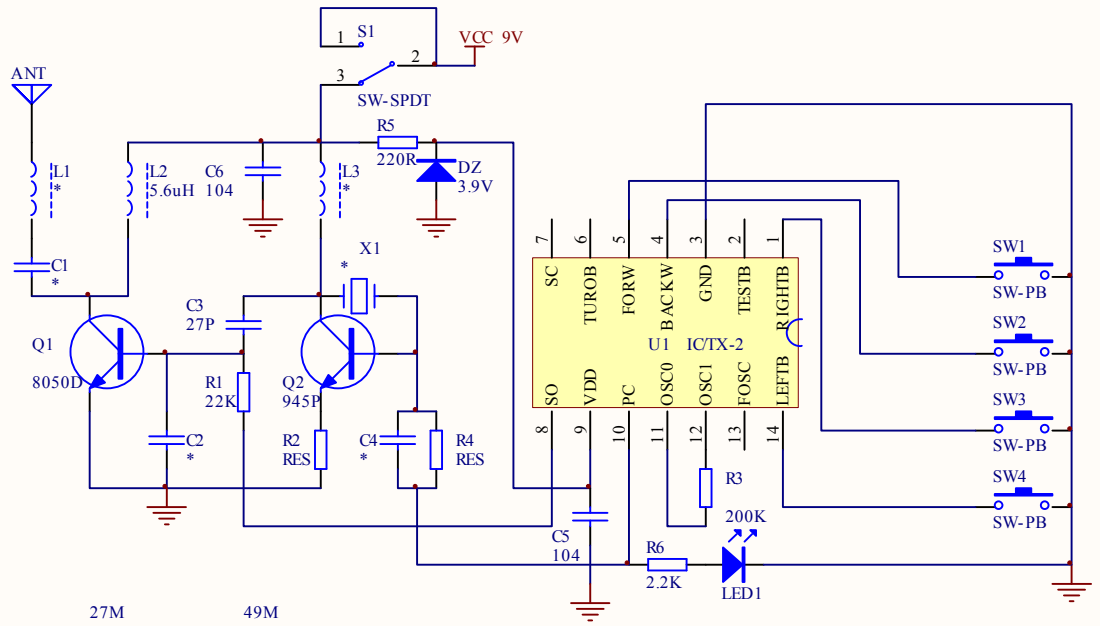 S1
1
2
3
VCC 9V
SW-SPDT
ANT
R5
220R
DZ
3.9V
L1
*
L2
5.6uH
C6
104
L3
*
C1
*
X1
*
C3
27P
Q1
8050D
R1
22K
Q2
945P
C2
*
R2
RES
C4
*
R4
RES
7
6
5
4
3
2
1
SC
TUROB
FORW
BACKW
GND
TESTB
RIGHTB
U1 ICTX-2
SO
VDD
PC
OSC0
OSC1
FOSC
LEFTB
8
9
10
11
12
13
14
SW1
SW-PB
SW2
SW-PB
SW3
SW-PB
SW4
SW-PB
R3
200K
C5
104
R6
2.2K
LED1
27M
49M